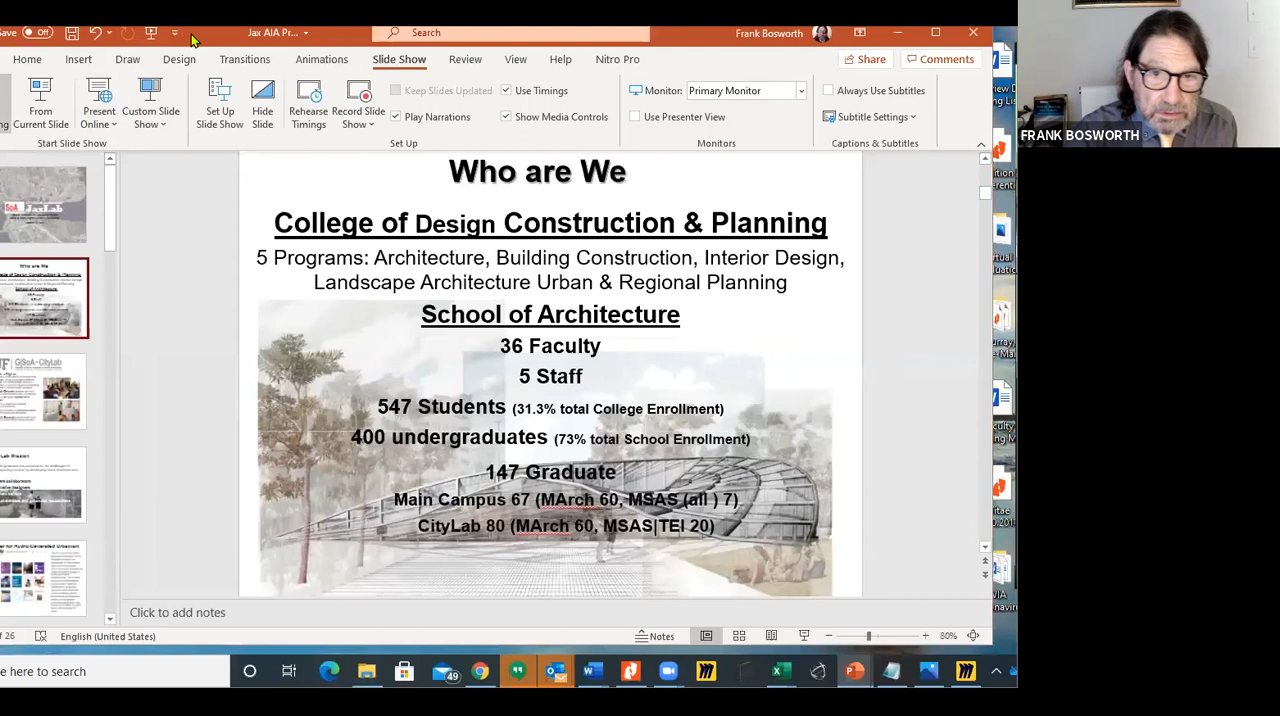 Save Off Jax AIA Pr... Search Frank Bosworth
Home Insert Draw Design Transitions Animations Slide Show Review View Help Nitro Pro Share Comments
From Current Slide
Present Online
Custom Slide Show
Set Up Slide Show
Hide Slide
Rehearse Timings
Record Slide Show
Keep Slides Updated
Play Narrations
Use Timings
Show Media Controls
Monitor: Primary Monitor
Use Presenter View
Always Use Subtitles
Subtitle Settings
Start Slide Show Set Up Monitors Captions & Subtitles
FRANK BOSWORTH
Who are We
College of Design Construction & Planning
5 Programs: Architecture, Building Construction, Interior Design,
Landscape Architecture Urban & Regional Planning
School of Architecture
36 Faculty
5 Staff
547 Students (31.3% total College Enrollment)
400 undergraduates (73% total School Enrollment)
147 Graduate
Main Campus 67 (MArch 60, MSAS (all ) 7)
CityLab 80 (MArch 60, MSAS|TEI 20)
Click to add notes
of 26 English (United States) Notes 80%
e here to search
49